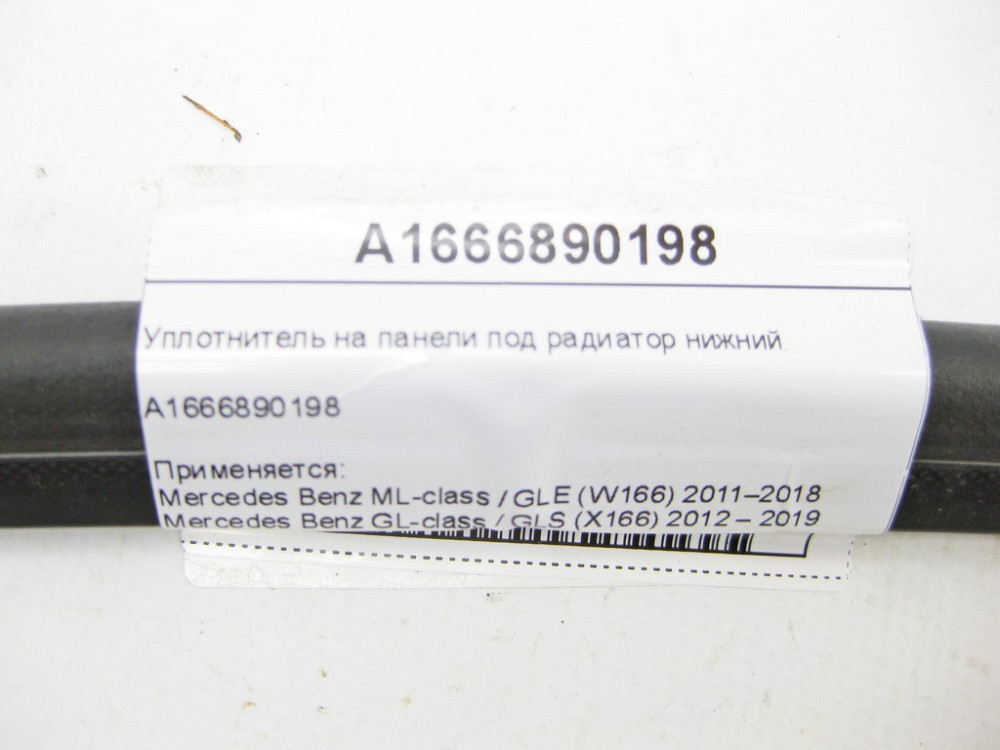 A1666890198
Уплотнитель на панели под радиатор нижний
A1666890198
Применяется:
Mercedes Benz ML-class / GLE (W166) 2011–2018
Mercedes Benz GL-class / GLS (X166) 2012 – 2019